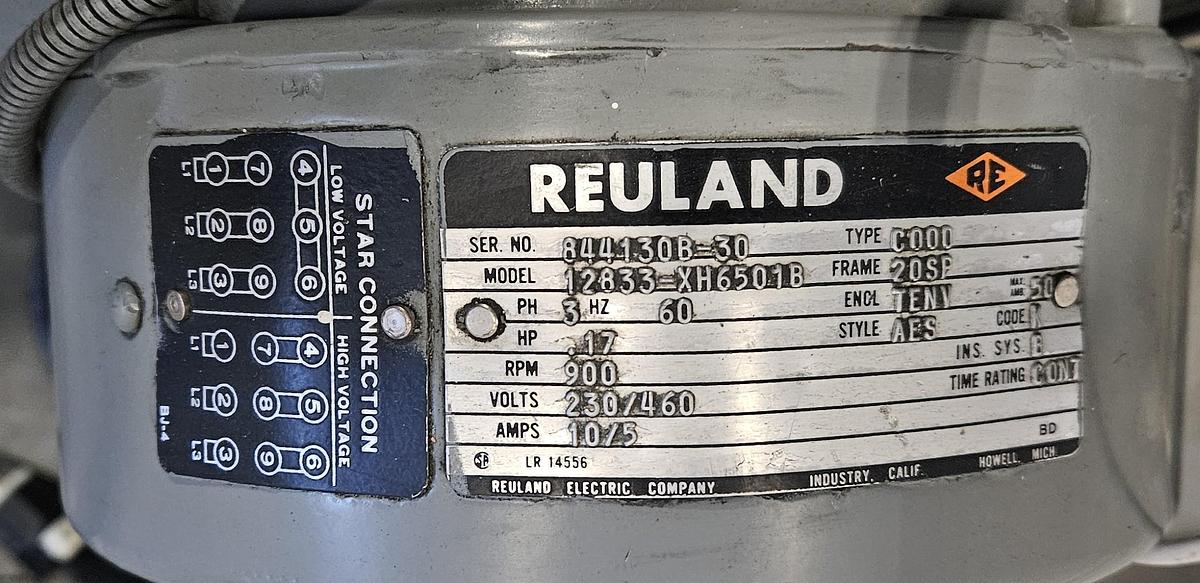 STAR CONNECTION
LOW VOLTAGE
4 5 6
7 8 9
1 2 3
L1 L2 L3
HIGH VOLTAGE
4 5 6
7 8 9
1 2 3
L1 L2 L3
BJ-4
REULAND
RE
SER. NO. 844130B-30 TYPE C000
MODEL 12833-XH6501B FRAME 20SP
PH 3 HZ 60 ENCL TENV MAX. AMB. 50
HP .17 STYLE AES CODE
RPM 900 INS. SYS. B
VOLTS 230/460 TIME RATING CONT
AMPS 10/5
BD
SA LR 14556
REULAND ELECTRIC COMPANY INDUSTRY, CALIF. HOWELL, MICH.